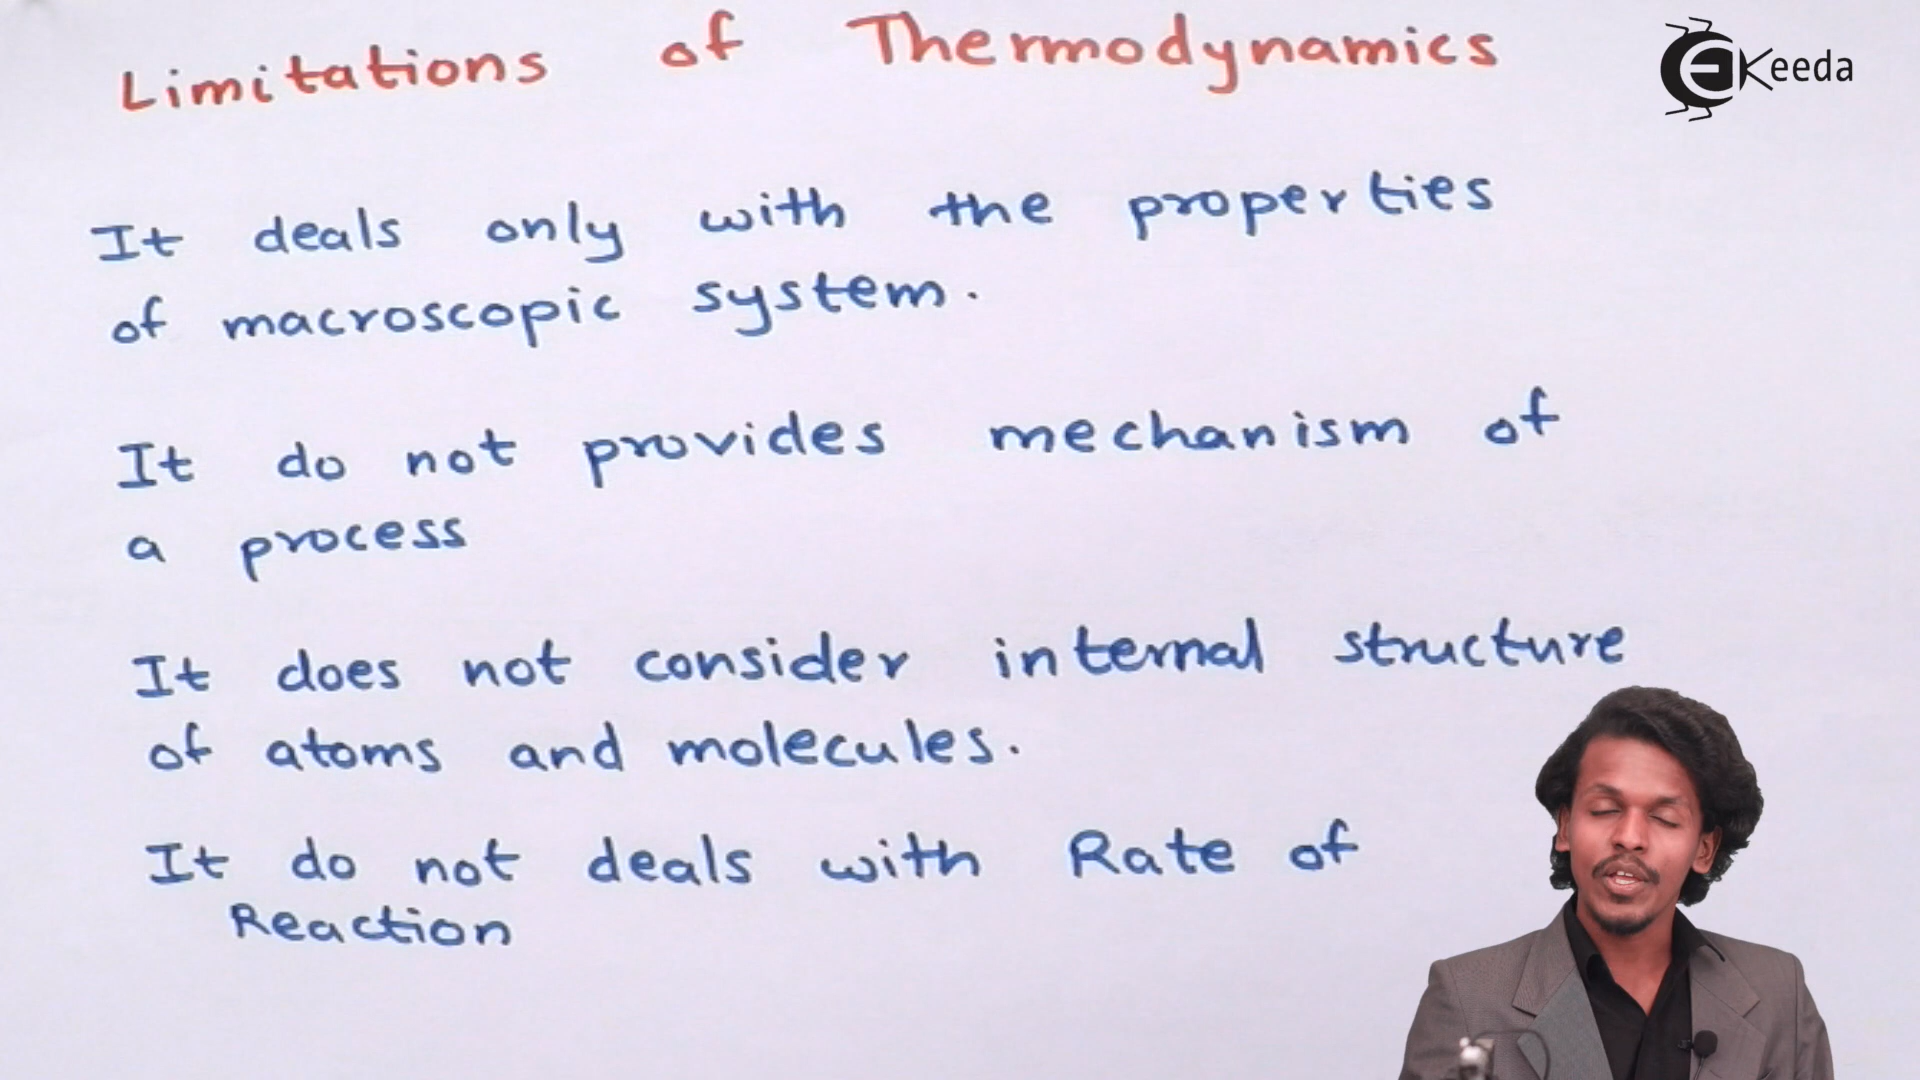 Limitations of Thermodynamics
EKeeda
It deals only with the properties
of macroscopic system.
It do not provides mechanism of
a process
It does not consider internal structure
of atoms and molecules.
It do not deals with Rate of
Reaction